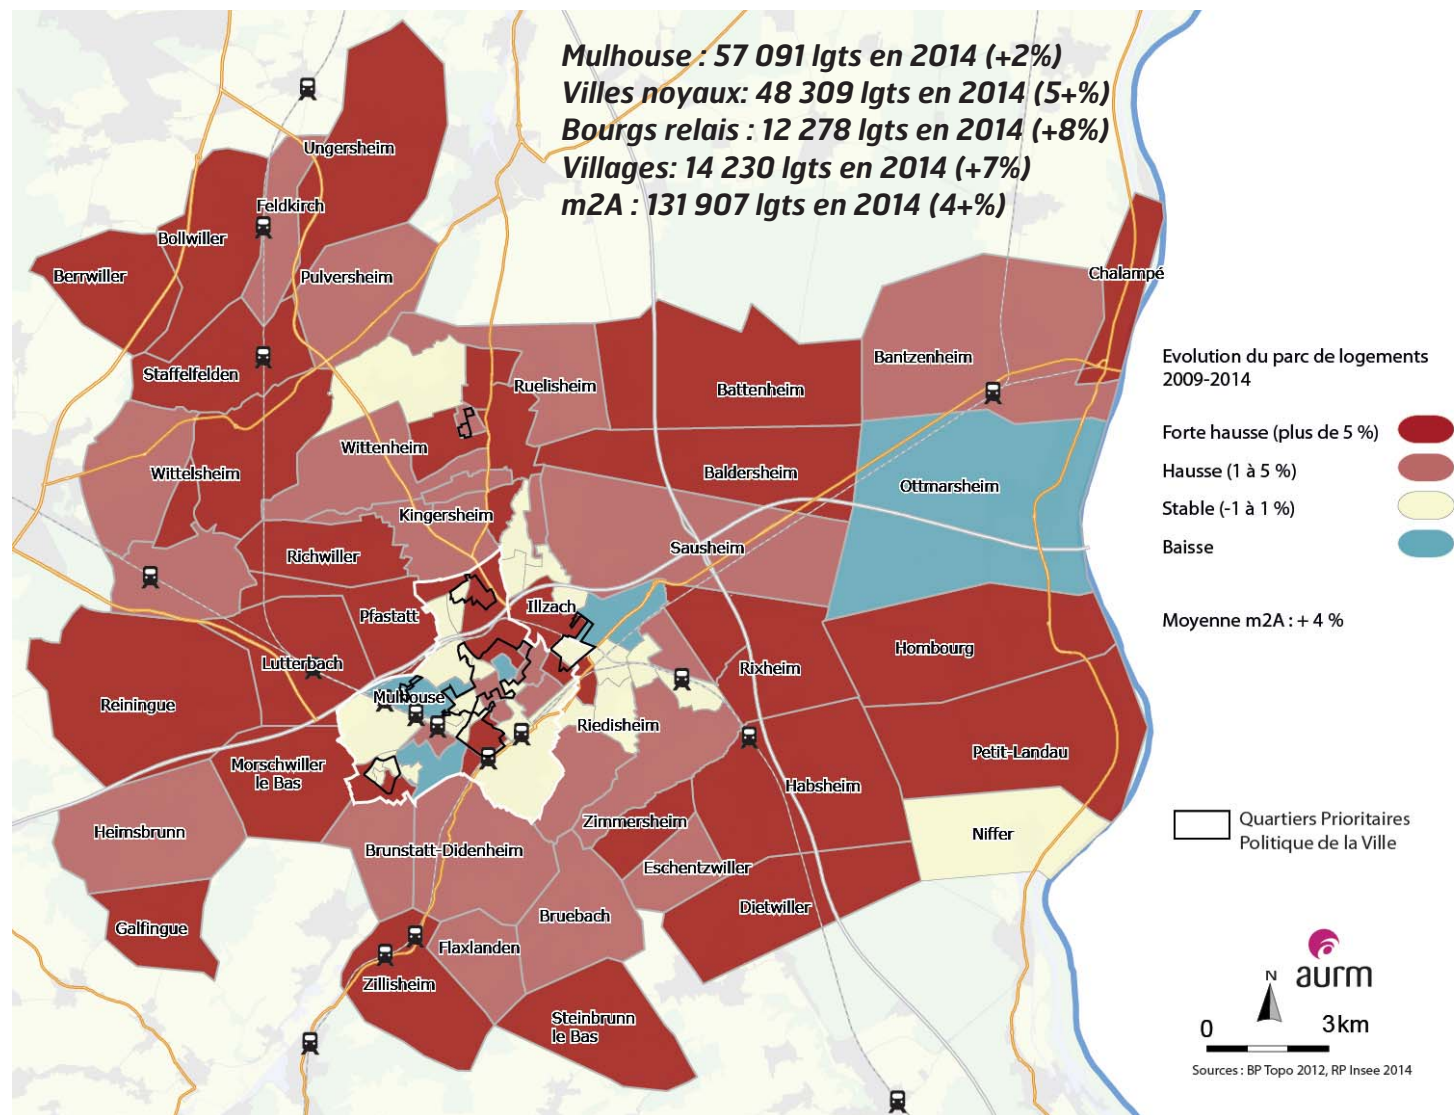 Mulhouse : 57 091 lgts en 2014 (+2%)
Villes noyaux: 48 309 lgts en 2014 (5+%)
Bourgs relais : 12 278 lgts en 2014 (+8%)
Villages: 14 230 lgts en 2014 (+7%)
m2A : 131 907 lgts en 2014 (4+%)
Ungersheim
Feldkirch
Bollwiller
Berrwiller
Pulversheim
Chalampé
Staffelfelden
Ruelisheim
Battenheim
Bantzenheim
Wittenheim
Wittelsheim
Baldersheim
Ottmarsheim
Kingersheim
Richwiller
Sausheim
Pfastatt
Illzach
Lutterbach
Rixheim
Hombourg
Reiningue
Mulhouse
Riedisheim
Petit-Landau
Morschwiller
le Bas
Habsheim
Heimsbrunn
Zimmersheim
Niffer
Brunstatt-Didenheim
Eschentzwiller
Galfingue
Bruebach
Dietwiller
Flaxlanden
Zillisheim
Steinbrunn
le Bas
Evolution du parc de logements
2009-2014
Forte hausse (plus de 5 %)
Hausse (1 à 5 %)
Stable (-1 à 1 %)
Baisse
Moyenne m2A : + 4 %
Quartiers Prioritaires
Politique de la Ville
aurm
N
0 3km
Sources : BP Topo 2012, RP Insee 2014